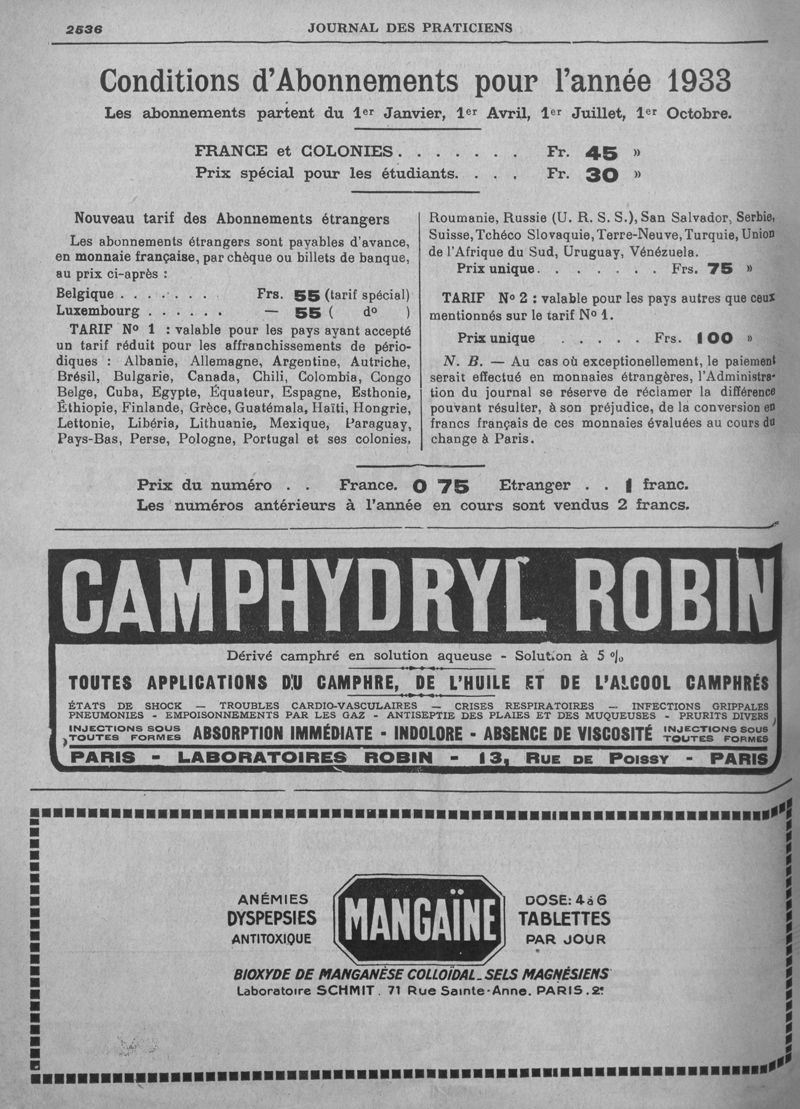 2536
JOURNAL DES PRATICIENS
Conditions d'Abonnements pour l'année 1933
Les abonnements partent du 1er Janvier, 1er Avril, 1er Juillet, 1er Octobre.
FRANCE et COLONIES. . . . . . . Fr. 45 »
Prix spécial pour les étudiants. . . . Fr. 30 »
Nouveau tarif des Abonnements étrangers
Les abonnements étrangers sont payables d'avance,
en monnaie française, par chèque ou billets de banque,
au prix ci-après :
Belgique . . . . . . . Frs. 55 (tarif spécial)
Luxembourg . . . . . . — 55 ( do )
TARIF No 1 : valable pour les pays ayant accepté
un tarif réduit pour les affranchissements de pério-
diques : Albanie, Allemagne, Argentine, Autriche,
Brésil, Bulgarie, Canada, Chili, Colombia, Congo
Belge, Cuba, Egypte, Équateur, Espagne, Esthonie,
Éthiopie, Finlande, Grèce, Guatémala, Haïti, Hongrie,
Lettonie, Libéria, Lithuanie, Mexique, Paraguay,
Pays-Bas, Perse, Pologne, Portugal et ses colonies,
Roumanie, Russie (U. R. S. S.), San Salvador, Serbie,
Suisse, Tchéco Slovaquie, Terre-Neuve, Turquie, Union
de l'Afrique du Sud, Uruguay, Vénézuela.
Prix unique. . . . . . . . Frs. 75 »
TARIF No 2 : valable pour les pays autres que ceux
mentionnés sur le tarif No 1.
Prix unique . . . . . Frs. 100 »
N. B. — Au cas où exceptionellement, le paiement
serait effectué en monnaies étrangères, l'Administra-
tion du journal se réserve de réclamer la différence
pouvant résulter, à son préjudice, de la conversion en
francs français de ces monnaies évaluées au cours du
change à Paris.
Prix du numéro . . France. 0 75 Etranger . . 1 franc.
Les numéros antérieurs à l'année en cours sont vendus 2 francs.
CAMPHYDRYL ROBIN
Dérivé camphré en solution aqueuse - Solution à 5 %
TOUTES APPLICATIONS DU CAMPHRE, DE L'HUILE ET DE L'ALCOOL CAMPHRÉS
ÉTATS DE SHOCK — TROUBLES CARDIO-VASCULAIRES — CRISES RESPIRATOIRES — INFECTIONS GRIPPALES
PNEUMONIES - EMPOISONNEMENTS PAR LES GAZ - ANTISEPTIE DES PLAIES ET DES MUQUEUSES - PRURITS DIVERS
INJECTIONS SOUS
TOUTES FORMES
ABSORPTION IMMÉDIATE - INDOLORE - ABSENCE DE VISCOSITÉ
INJECTIONS SOUS
TOUTES FORMES
PARIS - LABORATOIRES ROBIN - 13, RUE DE POISSY - PARIS
ANÉMIES
DYSPEPSIES
ANTITOXIQUE
MANGAÏNE
DOSE: 4 à 6
TABLETTES
PAR JOUR
BIOXYDE DE MANGANÈSE COLLOÏDAL_SELS MAGNÉSIENS
Laboratoire SCHMIT. 71 Rue Sainte-Anne. PARIS. 2e